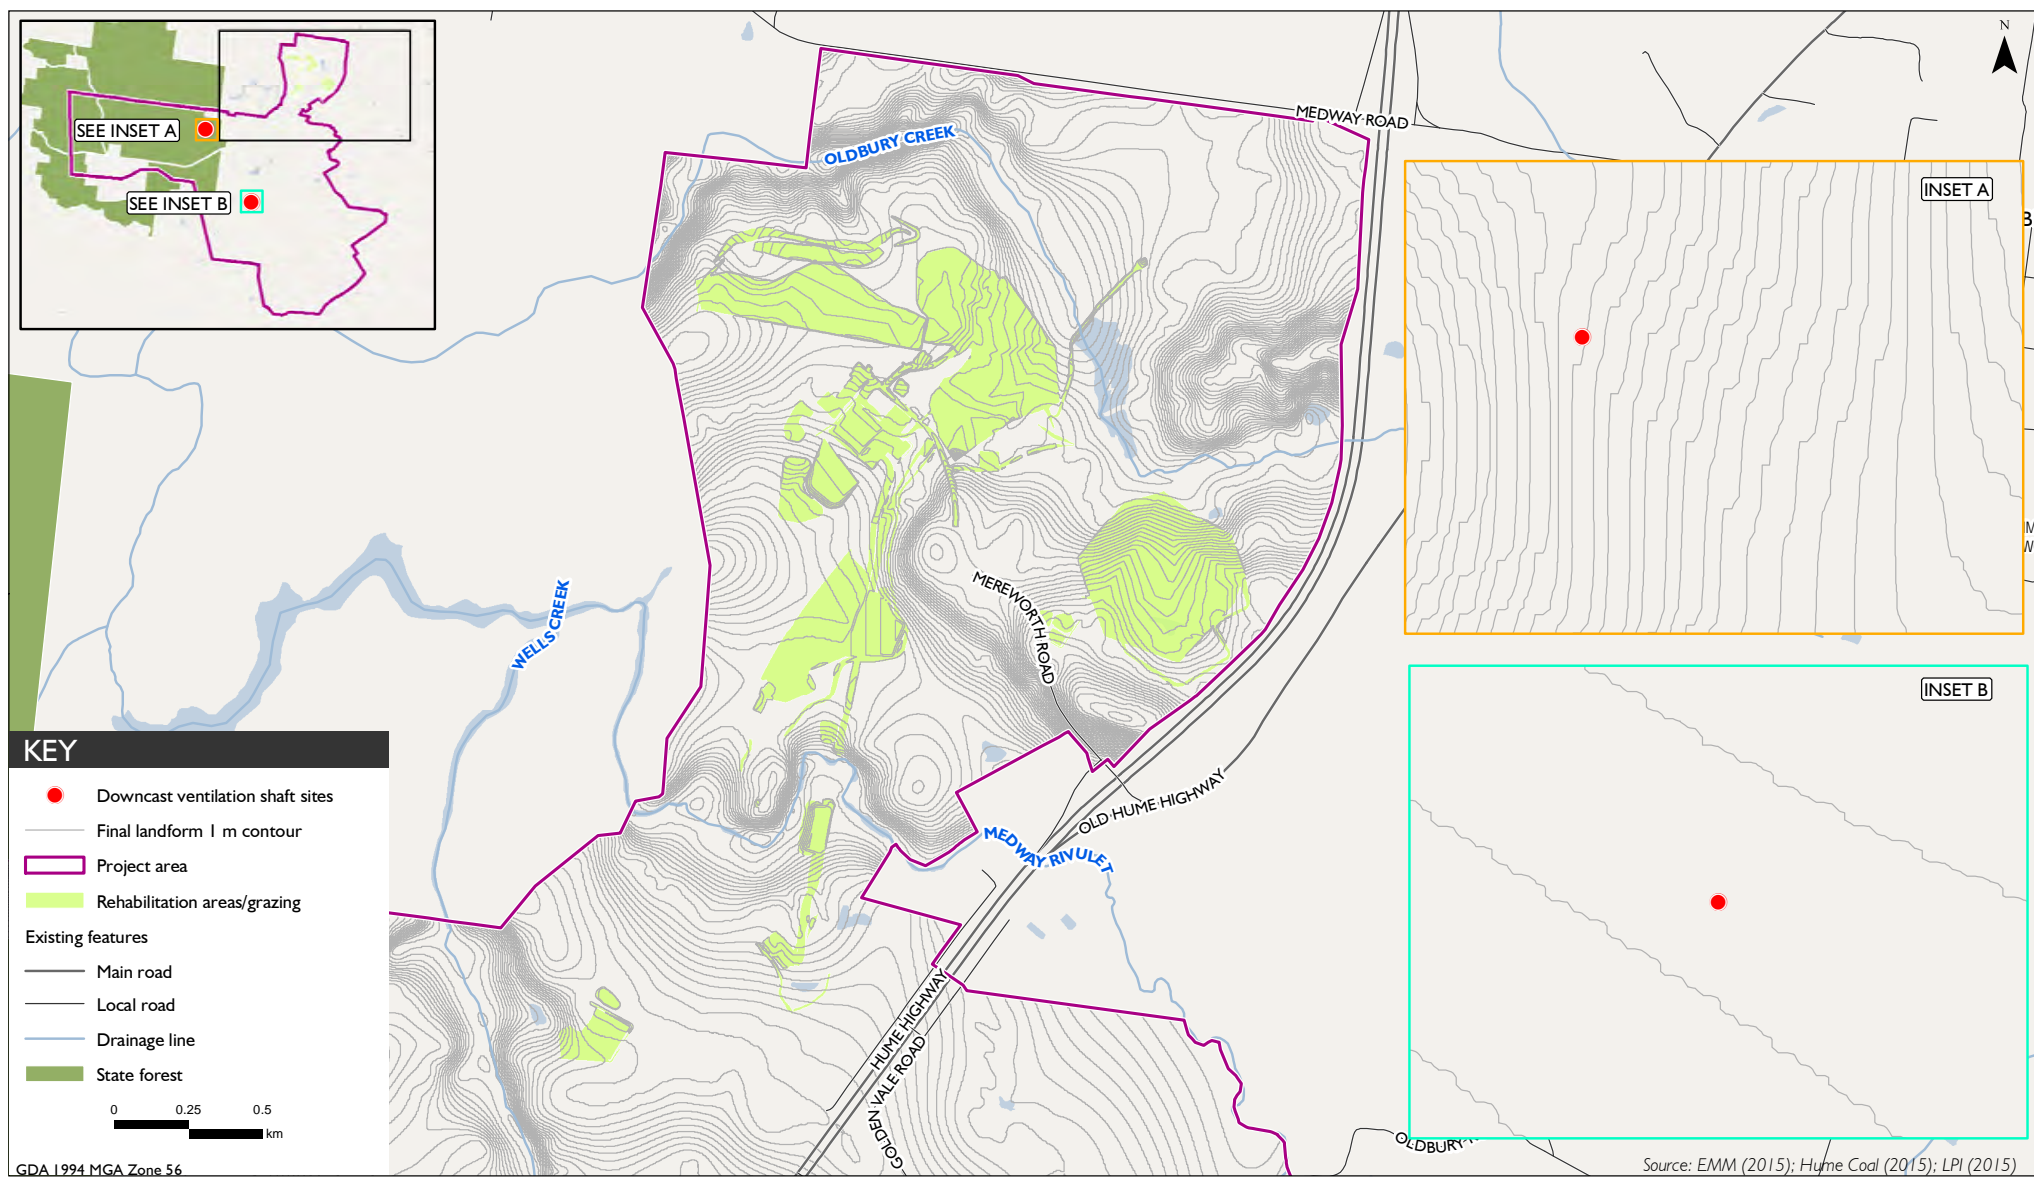 N
SEE INSET A
SEE INSET B
MEDWAY ROAD
OLDBURY CREEK
INSET A
B
M
W
WELLS CREEK
MEREWORTH ROAD
INSET B
OLD HUME HIGHWAY
MEDWAY RIVULET
HUME HIGHWAY
GOLDEN VALE ROAD
OLDBURY
KEY
Downcast ventilation shaft sites
Final landform 1 m contour
Project area
Rehabilitation areas/grazing
Existing features
Main road
Local road
Drainage line
State forest
0 0.25 0.5
km
GDA 1994 MGA Zone 56
Source: EMM (2015); Hume Coal (2015); LPI (2015)